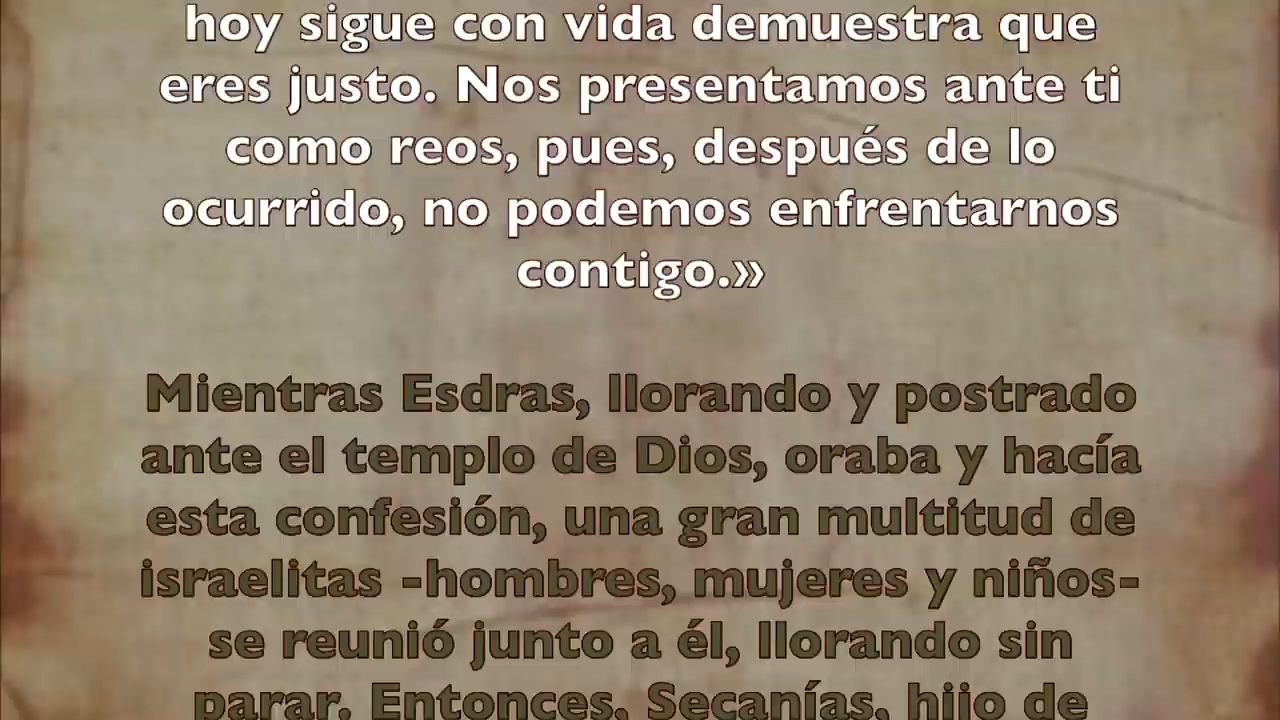 hoy sigue con vida demuestra que
eres justo. Nos presentamos ante ti
como reos, pues, después de lo
ocurrido, no podemos enfrentarnos
contigo.»
Mientras Esdras, llorando y postrado
ante el templo de Dios, oraba y hacía
esta confesión, una gran multitud de
israelitas -hombres, mujeres y niños-
se reunió junto a él, llorando sin
parar. Entonces, Secanías, hijo de